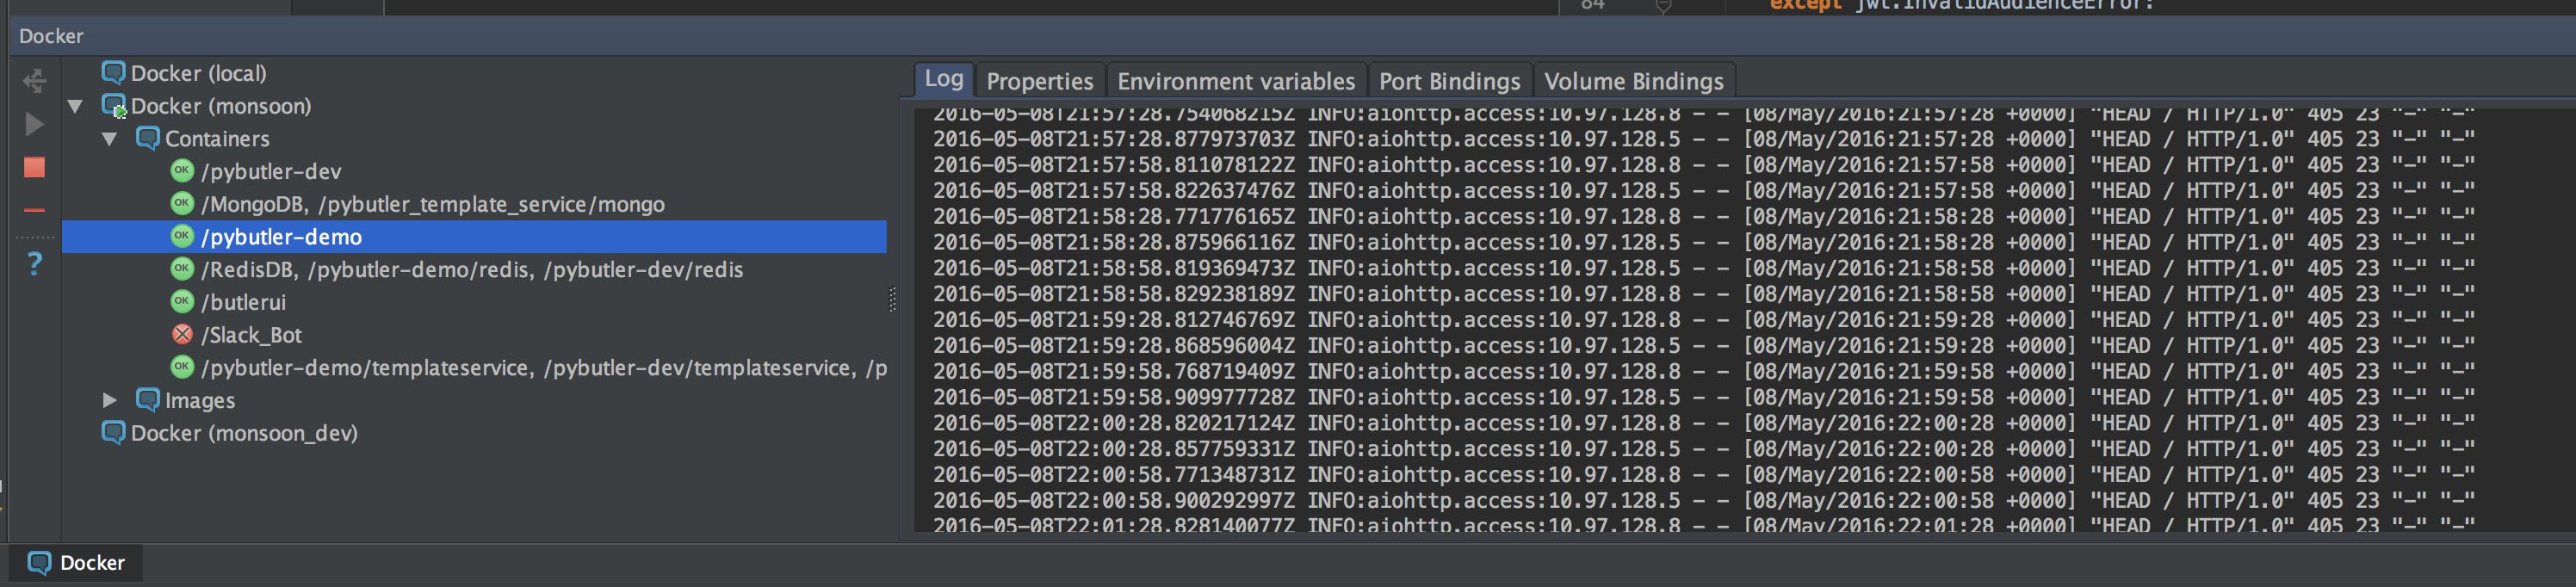 84 except jwt.InvalidAudienceError:
Docker
Docker (local)
Docker (monsoon)
Containers
OK /pybutler-dev
OK /MongoDB, /pybutler_template_service/mongo
OK /pybutler-demo
OK /RedisDB, /pybutler-demo/redis, /pybutler-dev/redis
OK /butlerui
/Slack_Bot
OK /pybutler-demo/templateservice, /pybutler-dev/templateservice, /p
Images
Docker (monsoon_dev)
?
Log Properties Environment variables Port Bindings Volume Bindings
2016-05-08T21:57:28.754068215Z INFO:aiohttp.access:10.97.128.8 - - [08/May/2016:21:57:28 +0000] "HEAD / HTTP/1.0" 405 23 "-" "-"
2016-05-08T21:57:28.877973703Z INFO:aiohttp.access:10.97.128.5 - - [08/May/2016:21:57:28 +0000] "HEAD / HTTP/1.0" 405 23 "-" "-"
2016-05-08T21:57:58.811078122Z INFO:aiohttp.access:10.97.128.8 - - [08/May/2016:21:57:58 +0000] "HEAD / HTTP/1.0" 405 23 "-" "-"
2016-05-08T21:57:58.822637476Z INFO:aiohttp.access:10.97.128.5 - - [08/May/2016:21:57:58 +0000] "HEAD / HTTP/1.0" 405 23 "-" "-"
2016-05-08T21:58:28.771776165Z INFO:aiohttp.access:10.97.128.8 - - [08/May/2016:21:58:28 +0000] "HEAD / HTTP/1.0" 405 23 "-" "-"
2016-05-08T21:58:28.875966116Z INFO:aiohttp.access:10.97.128.5 - - [08/May/2016:21:58:28 +0000] "HEAD / HTTP/1.0" 405 23 "-" "-"
2016-05-08T21:58:58.819369473Z INFO:aiohttp.access:10.97.128.5 - - [08/May/2016:21:58:58 +0000] "HEAD / HTTP/1.0" 405 23 "-" "-"
2016-05-08T21:58:58.829238189Z INFO:aiohttp.access:10.97.128.8 - - [08/May/2016:21:58:58 +0000] "HEAD / HTTP/1.0" 405 23 "-" "-"
2016-05-08T21:59:28.812746769Z INFO:aiohttp.access:10.97.128.8 - - [08/May/2016:21:59:28 +0000] "HEAD / HTTP/1.0" 405 23 "-" "-"
2016-05-08T21:59:28.868596004Z INFO:aiohttp.access:10.97.128.5 - - [08/May/2016:21:59:28 +0000] "HEAD / HTTP/1.0" 405 23 "-" "-"
2016-05-08T21:59:58.768719409Z INFO:aiohttp.access:10.97.128.8 - - [08/May/2016:21:59:58 +0000] "HEAD / HTTP/1.0" 405 23 "-" "-"
2016-05-08T21:59:58.909977728Z INFO:aiohttp.access:10.97.128.5 - - [08/May/2016:21:59:58 +0000] "HEAD / HTTP/1.0" 405 23 "-" "-"
2016-05-08T22:00:28.820217124Z INFO:aiohttp.access:10.97.128.8 - - [08/May/2016:22:00:28 +0000] "HEAD / HTTP/1.0" 405 23 "-" "-"
2016-05-08T22:00:28.857759331Z INFO:aiohttp.access:10.97.128.5 - - [08/May/2016:22:00:28 +0000] "HEAD / HTTP/1.0" 405 23 "-" "-"
2016-05-08T22:00:58.771348731Z INFO:aiohttp.access:10.97.128.8 - - [08/May/2016:22:00:58 +0000] "HEAD / HTTP/1.0" 405 23 "-" "-"
2016-05-08T22:00:58.900292997Z INFO:aiohttp.access:10.97.128.5 - - [08/May/2016:22:00:58 +0000] "HEAD / HTTP/1.0" 405 23 "-" "-"
2016-05-08T22:01:28.828140077Z INFO:aiohttp.access:10.97.128.8 - - [08/May/2016:22:01:28 +0000] "HEAD / HTTP/1.0" 405 23 "-" "-"
Docker